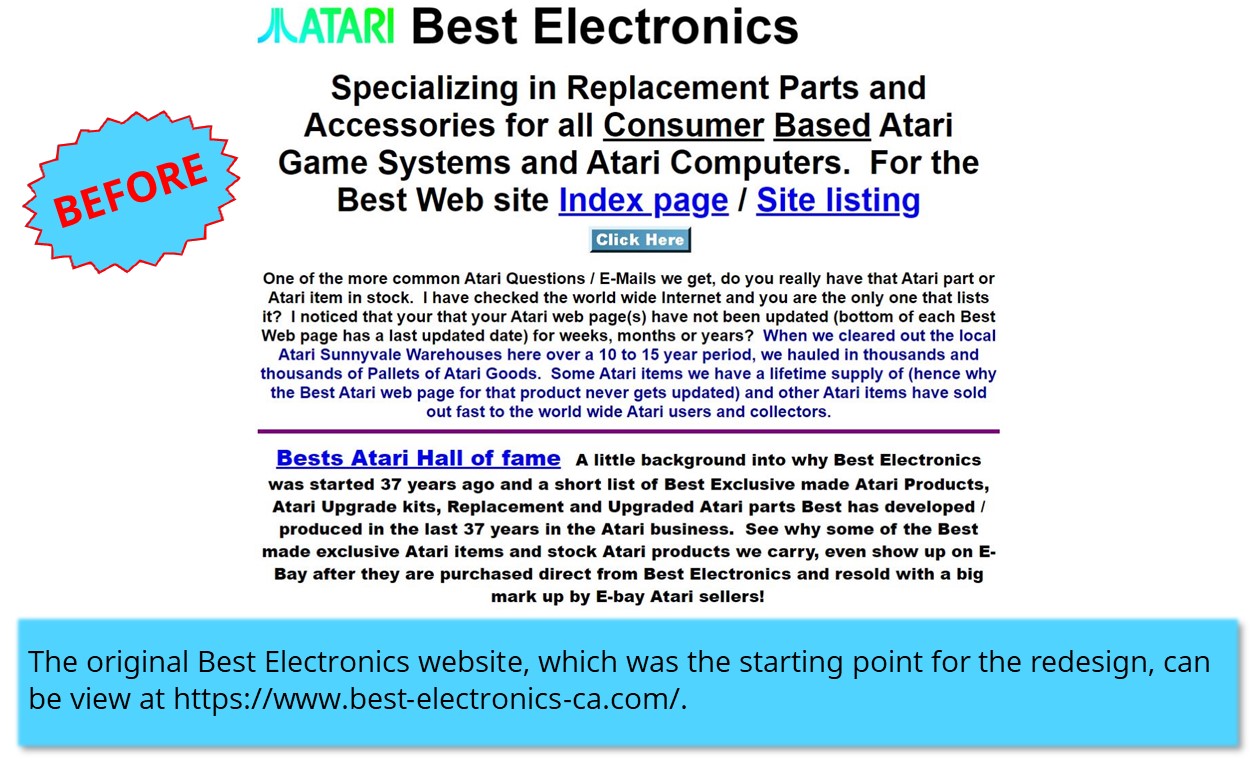 ATARI Best Electronics
Specializing in Replacement Parts and
Accessories for all Consumer Based Atari
Game Systems and Atari Computers.  For the
Best Web site Index page / Site listing
Click Here
BEFORE
One of the more common Atari Questions / E-Mails we get, do you really have that Atari part or
Atari item in stock.  I have checked the world wide Internet and you are the only one that lists
it?  I noticed that your that your Atari web page(s) have not been updated (bottom of each Best
Web page has a last updated date) for weeks, months or years?  When we cleared out the local
Atari Sunnyvale Warehouses here over a 10 to 15 year period, we hauled in thousands and
thousands of Pallets of Atari Goods.  Some Atari items we have a lifetime supply of (hence why
the Best Atari web page for that product never gets updated) and other Atari items have sold
out fast to the world wide Atari users and collectors.
Bests Atari Hall of fame  A little background into why Best Electronics
was started 37 years ago and a short list of Best Exclusive made Atari Products,
Atari Upgrade kits, Replacement and Upgraded Atari parts Best has developed /
produced in the last 37 years in the Atari business.  See why some of the Best
made exclusive Atari items and stock Atari products we carry, even show up on E-
Bay after they are purchased direct from Best Electronics and resold with a big
mark up by E-bay Atari sellers!
The original Best Electronics website, which was the starting point for the redesign, can
be view at https://www.best-electronics-ca.com/.